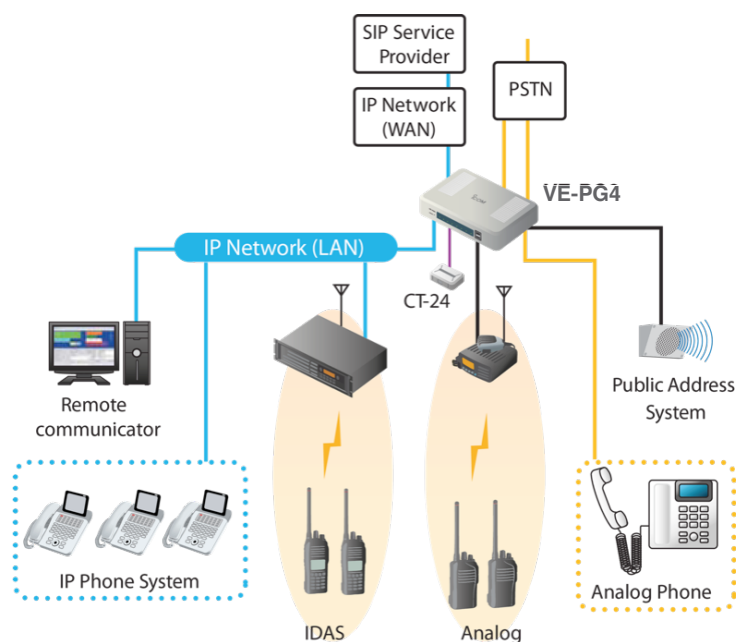 SIP Service
Provider
IP Network
(WAN)
PSTN
VE-PG4
IP Network (LAN)
CT-24
Remote
communicator
Public Address
System
IP Phone System
Analog Phone
IDAS
Analog